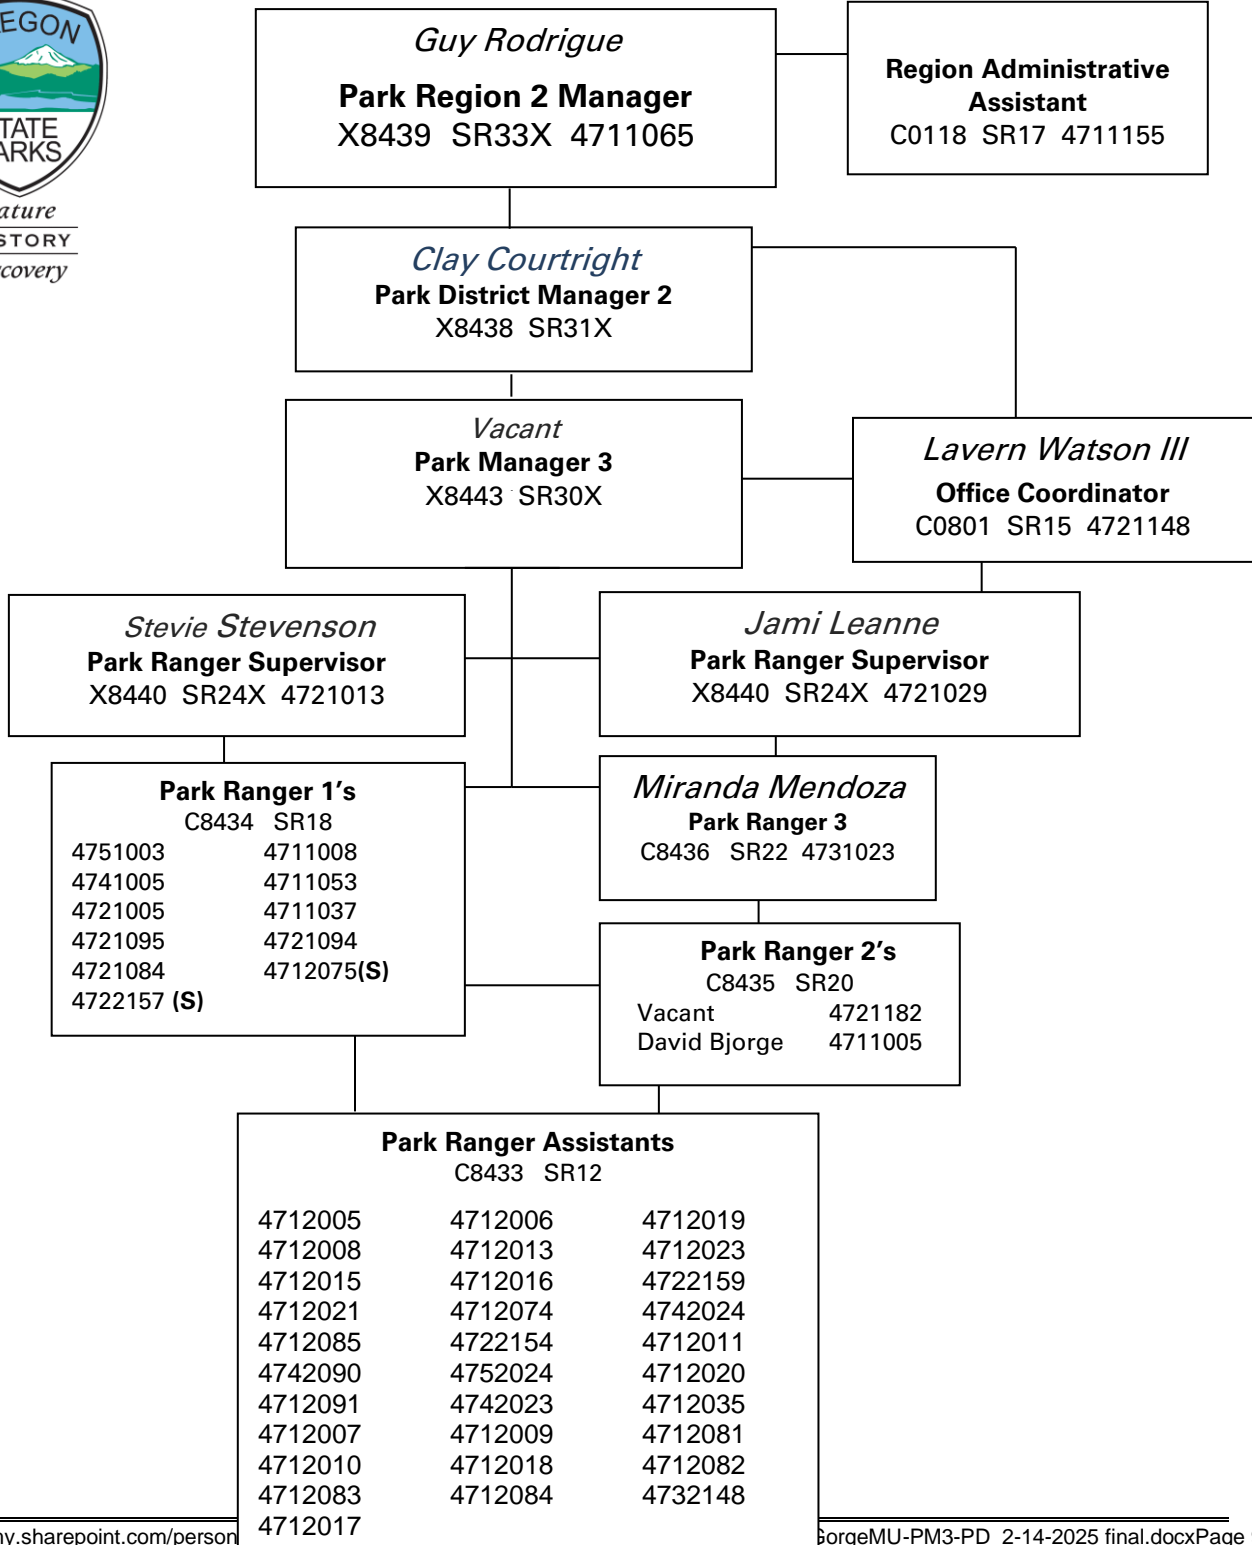 Guy Rodrigue
Park Region 2 Manager
X8439 SR33X 4711065
Region Administrative
Assistant
C0118 SR17 4711155
Clay Courtright
Park District Manager 2
X8438 SR31X
Vacant
Park Manager 3
X8443 SR30X
Lavern Watson III
Office Coordinator
C0801 SR15 4721148
Stevie Stevenson
Park Ranger Supervisor
X8440 SR24X 4721013
Jami Leanne
Park Ranger Supervisor
X8440 SR24X 4721029
Park Ranger 1’s
C8434 SR18
4751003 4711008
4741005 4711053
4721005 4711037
4721095 4721094
4721084 4712075(S)
4722157 (S)
Miranda Mendoza
Park Ranger 3
C8436 SR22 4731023
Park Ranger 2’s
C8435 SR20
Vacant 4721182
David Bjorge 4711005
Park Ranger Assistants
C8433 SR12
4712005 4712006 4712019
4712008 4712013 4712023
4712015 4712016 4722159
4712021 4712074 4742024
4712085 4722154 4712011
4742090 4752024 4712020
4712091 4742023 4712035
4712007 4712009 4712081
4712010 4712018 4712082
4712083 4712084 4732148
4712017
y.sharepoint.com/person
GorgeMU-PM3-PD 2-14-2025 final.docxPage
EGON
TATE
ARKS
ature
STORY
covery